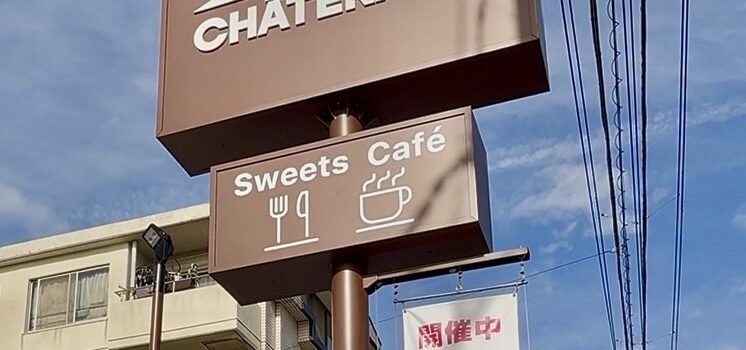 CHATER
Sweets Café
開催中